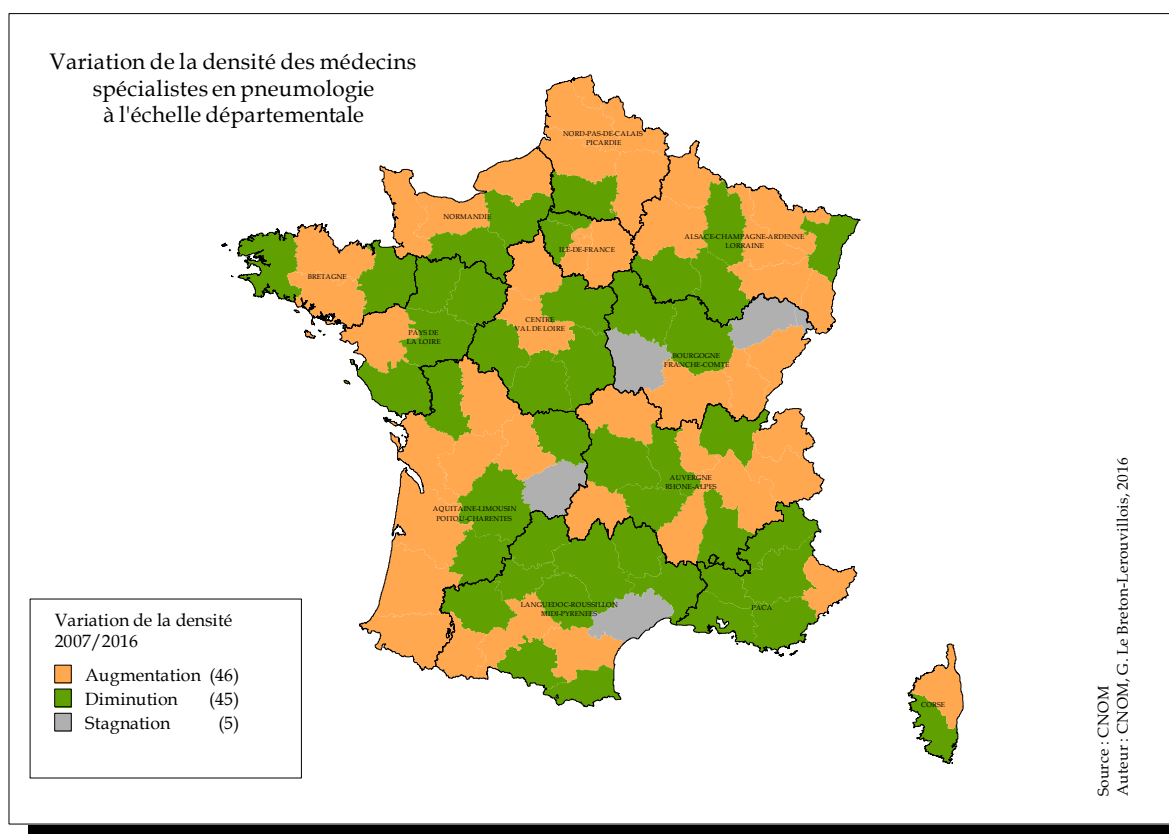 Variation de la densité des médecins
spécialistes en pneumologie
à l'échelle départementale
NORD-PAS-DE-CALAIS
PICARDIE
NORMANDIE
ILE-DE-FRANCE
ALSACE-CHAMPAGNE-ARDENNE
LORRAINE
BRETAGNE
PAYS DE
LA LOIRE
CENTRE
VAL DE LOIRE
BOURGOGNE
FRANCHE-COMTE
AUVERGNE
RHONE-ALPES
AQUITAINE-LIMOUSIN
POITOU-CHARENTES
LANGUEDOC-ROUSSILLON
MIDI-PYRENEES
PACA
CORSE
Variation de la densité
2007/2016
Augmentation (46)
Diminution (45)
Stagnation (5)
Source : CNOM
Auteur : CNOM, G. Le Breton-Lerouvillois, 2016